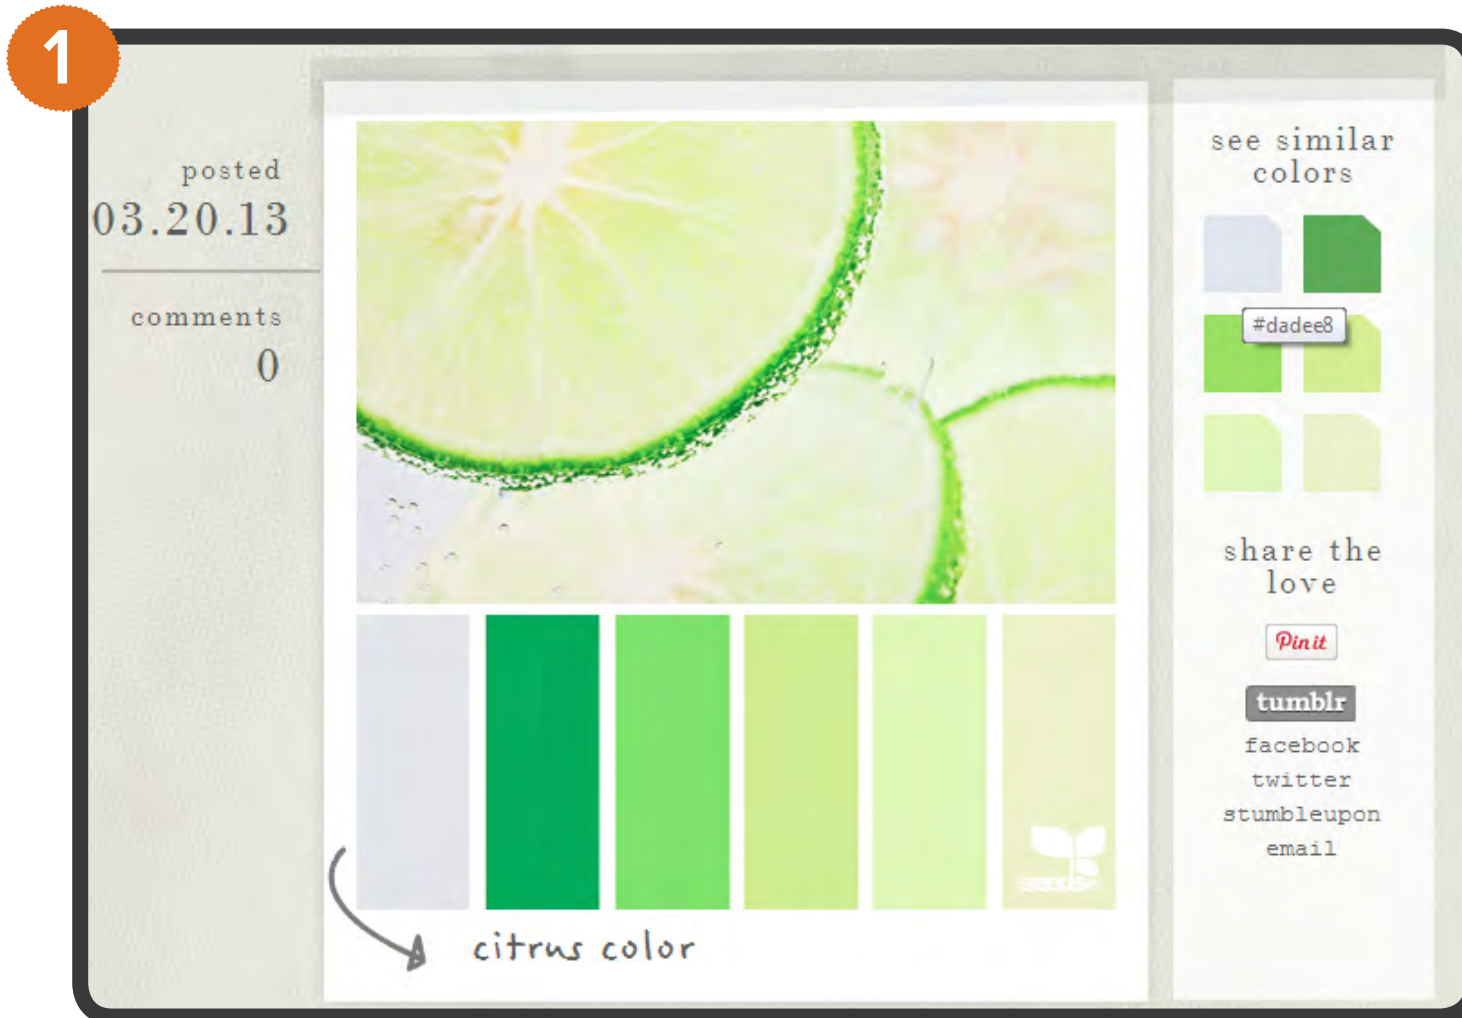 1
posted
03.20.13
comments
0
citrus color
see similar
colors
#dadee8
share the
love
Pin it
tumblr
facebook
twitter
stumbleupon
email